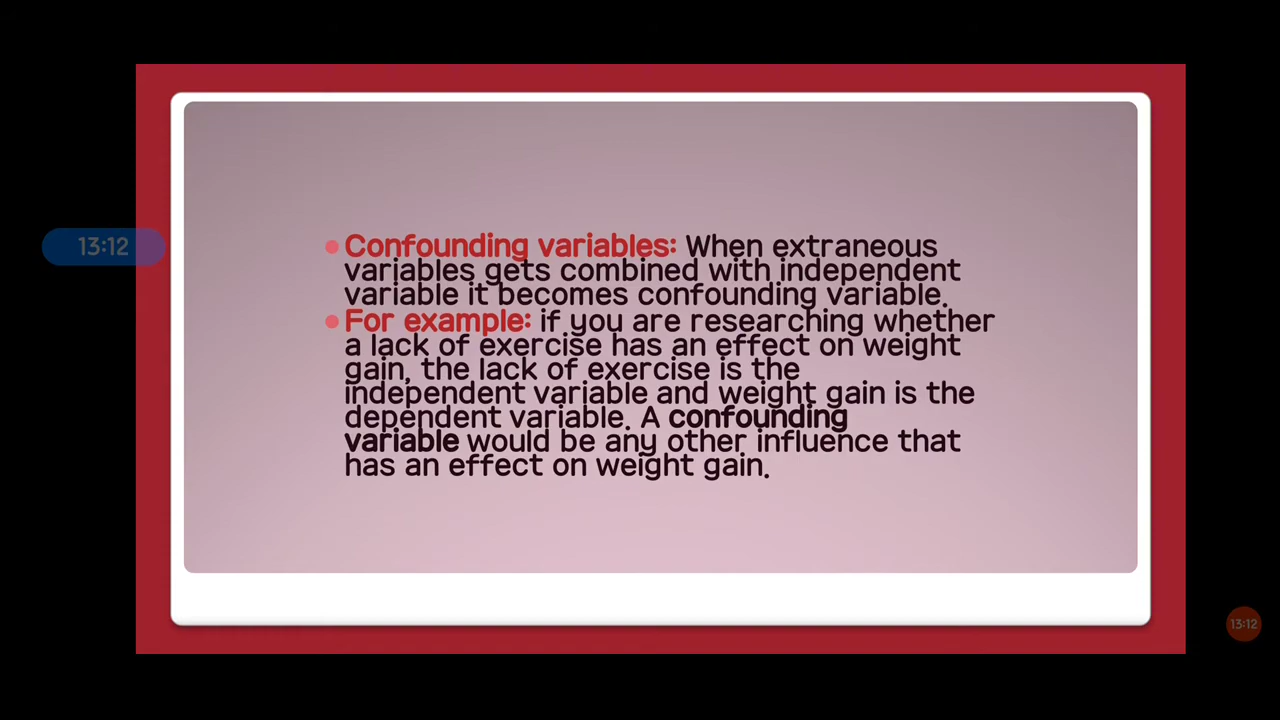 13:12
Confounding variables: When extraneous
variables gets combined with independent
variable it becomes confounding variable.
For example: if you are researching whether
a lack of exercise has an effect on weight
gain, the lack of exercise is the
independent variable and weight gain is the
dependent variable. A confounding
variable would be any other influence that
has an effect on weight gain.
13:12